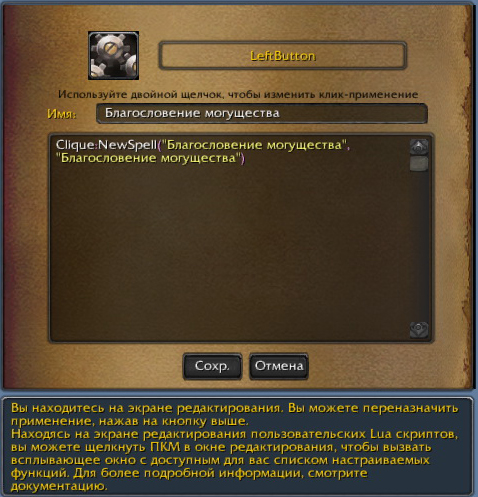 LeftButton
Используйте двойной щелчок, чтобы изменить клик-применение
Имя: Благословение могущества
Clique:NewSpell("Благословение могущества",
"Благословение могущества")
Сохр. Отмена
Вы находитесь на экране редактирования. Вы можете переназначить
применение, нажав на кнопку выше.
Находясь на экране редактирования пользовательских Lua скриптов,
вы можете щелкнуть ПКМ в окне редактирования, чтобы вызвать
всплывающее окно с доступным для вас списком настраиваемых
функций. Для более подробной информации, смотрите
документацию.